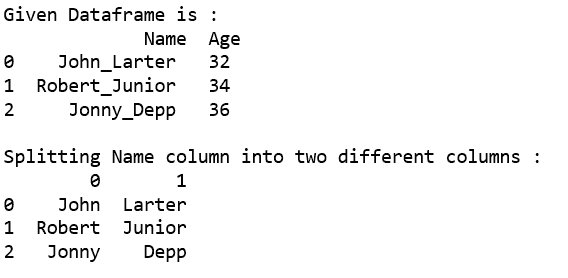 Given Dataframe is :
Name Age
0 John_Larter 32
1 Robert_Junior 34
2 Jonny_Depp 36
Splitting Name column into two different columns :
0 1
0 John Larter
1 Robert Junior
2 Jonny Depp